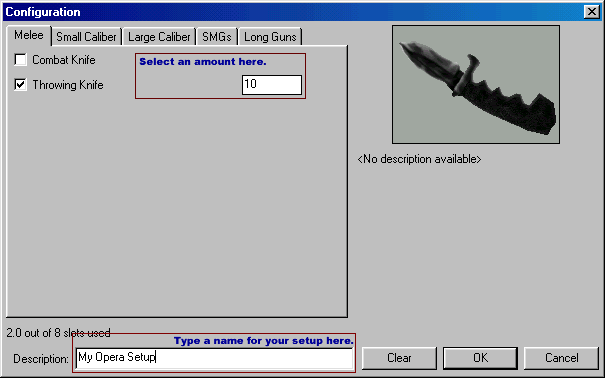 Configuration
Melee Small Caliber Large Caliber SMGs Long Guns
Combat Knife
Select an amount here.
Throwing Knife
10
<No description available>
2.0 out of 8 slots used
Type a name for your setup here.
Description: My Opera Setup
Clear OK Cancel